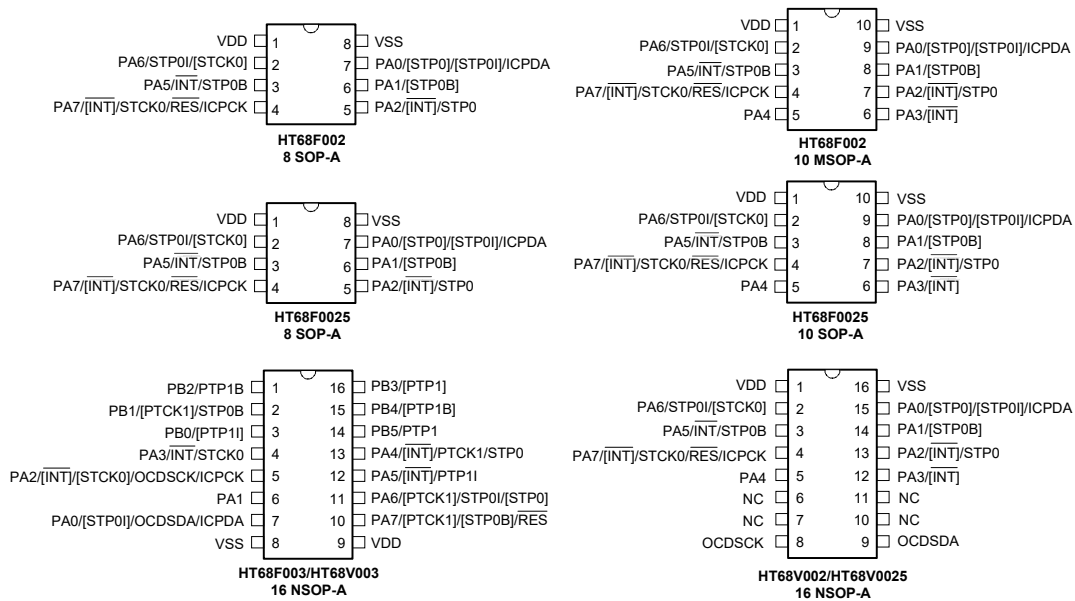 VDD 1 8 VSS
PA6/STP0I/[STCK0] 2 7 PA0/[STP0]/[STP0I]/ICPDA
PA5/INT/STP0B 3 6 PA1/[STP0B]
PA7/[INT]/STCK0/RES/ICPCK 4 5 PA2/[INT]/STP0
HT68F002
8 SOP-A
VDD 1 10 VSS
PA6/STP0I/[STCK0] 2 9 PA0/[STP0]/[STP0I]/ICPDA
PA5/INT/STP0B 3 8 PA1/[STP0B]
PA7/[INT]/STCK0/RES/ICPCK 4 7 PA2/[INT]/STP0
PA4 5 6 PA3/[INT]
HT68F002
10 MSOP-A
VDD 1 8 VSS
PA6/STP0I/[STCK0] 2 7 PA0/[STP0]/[STP0I]/ICPDA
PA5/INT/STP0B 3 6 PA1/[STP0B]
PA7/[INT]/STCK0/RES/ICPCK 4 5 PA2/[INT]/STP0
HT68F0025
8 SOP-A
VDD 1 10 VSS
PA6/STP0I/[STCK0] 2 9 PA0/[STP0]/[STP0I]/ICPDA
PA5/INT/STP0B 3 8 PA1/[STP0B]
PA7/[INT]/STCK0/RES/ICPCK 4 7 PA2/[INT]/STP0
PA4 5 6 PA3/[INT]
HT68F0025
10 SOP-A
PB2/PTP1B 1 16 PB3/[PTP1]
PB1/[PTCK1]/STP0B 2 15 PB4/[PTP1B]
PB0/[PTP1I] 3 14 PB5/PTP1
PA3/INT/STCK0 4 13 PA4/[INT]/PTCK1/STP0
PA2/[INT]/[STCK0]/OCDSCK/ICPCK 5 12 PA5/[INT]/PTP1I
PA1 6 11 PA6/[PTCK1]/STP0I/[STP0]
PA0/[STP0I]/OCDSDA/ICPDA 7 10 PA7/[PTCK1]/[STP0B]/RES
VSS 8 9 VDD
HT68F003/HT68V003
16 NSOP-A
VDD 1 16 VSS
PA6/STP0I/[STCK0] 2 15 PA0/[STP0]/[STP0I]/ICPDA
PA5/INT/STP0B 3 14 PA1/[STP0B]
PA7/[INT]/STCK0/RES/ICPCK 4 13 PA2/[INT]/STP0
PA4 5 12 PA3/[INT]
NC 6 11 NC
NC 7 10 NC
OCDSCK 8 9 OCDSDA
HT68V002/HT68V0025
16 NSOP-A